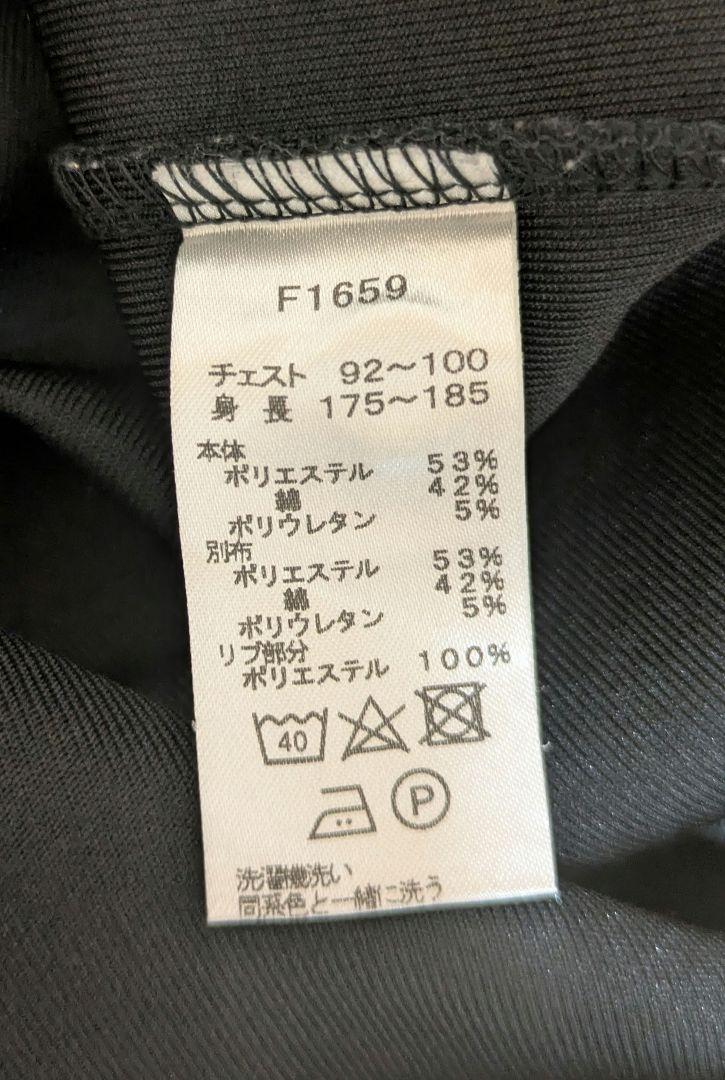 F1659
チェスト 92～100
身長 175～185
本体
ポリエステル 53%
綿 42%
ポリウレタン 5%
別布
ポリエステル 53%
綿 42%
ポリウレタン 5%
リブ部分
ポリエステル 100%
40
P
洗濯機洗い
同系色と一緒に洗う